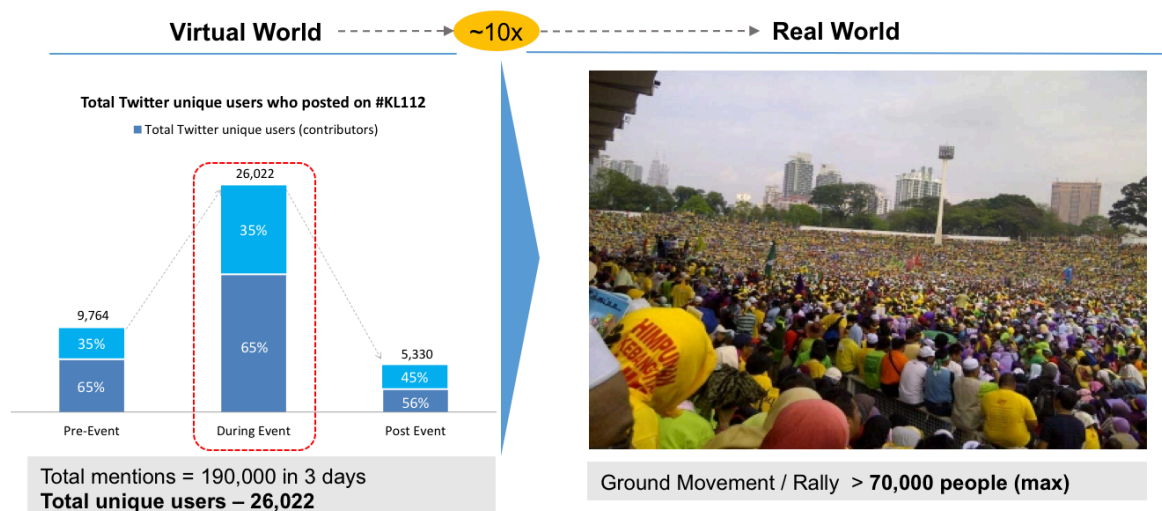 Virtual World
~10x
Real World
Total Twitter unique users who posted on #KL112
Total Twitter unique users (contributors)
26,022
35%
65%
9,764
35%
65%
5,330
45%
56%
Pre-Event
During Event
Post Event
Total mentions = 190,000 in 3 days
Total unique users – 26,022
HIMPUN
Ground Movement / Rally > 70,000 people (max)